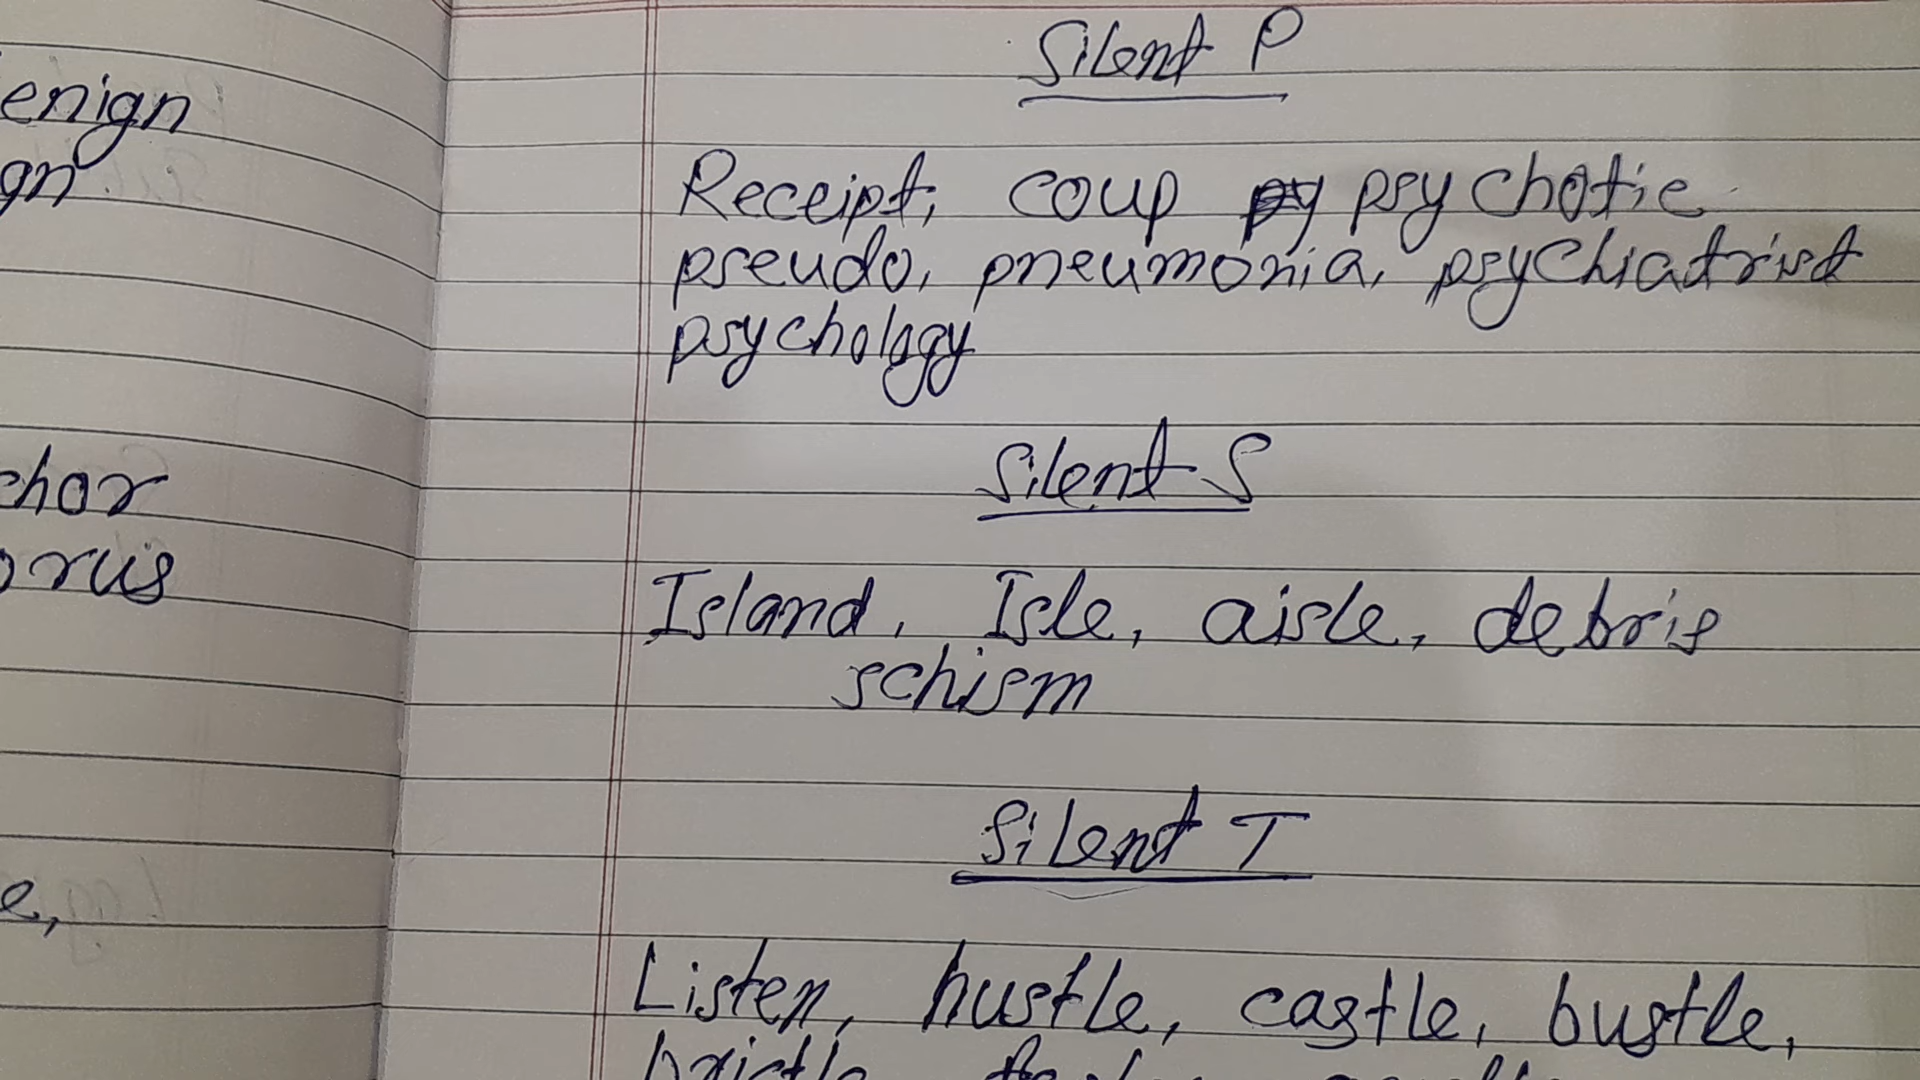 enign
gn
chor
orus
e,
Silent P
Receipt, coup psychotic
pseudo, pneumonia, psychiatrist
psychology
Silent S
Island, Isle, aisle, debris
schism
Silent T
Listen, hustle, castle, bustle,
bristle